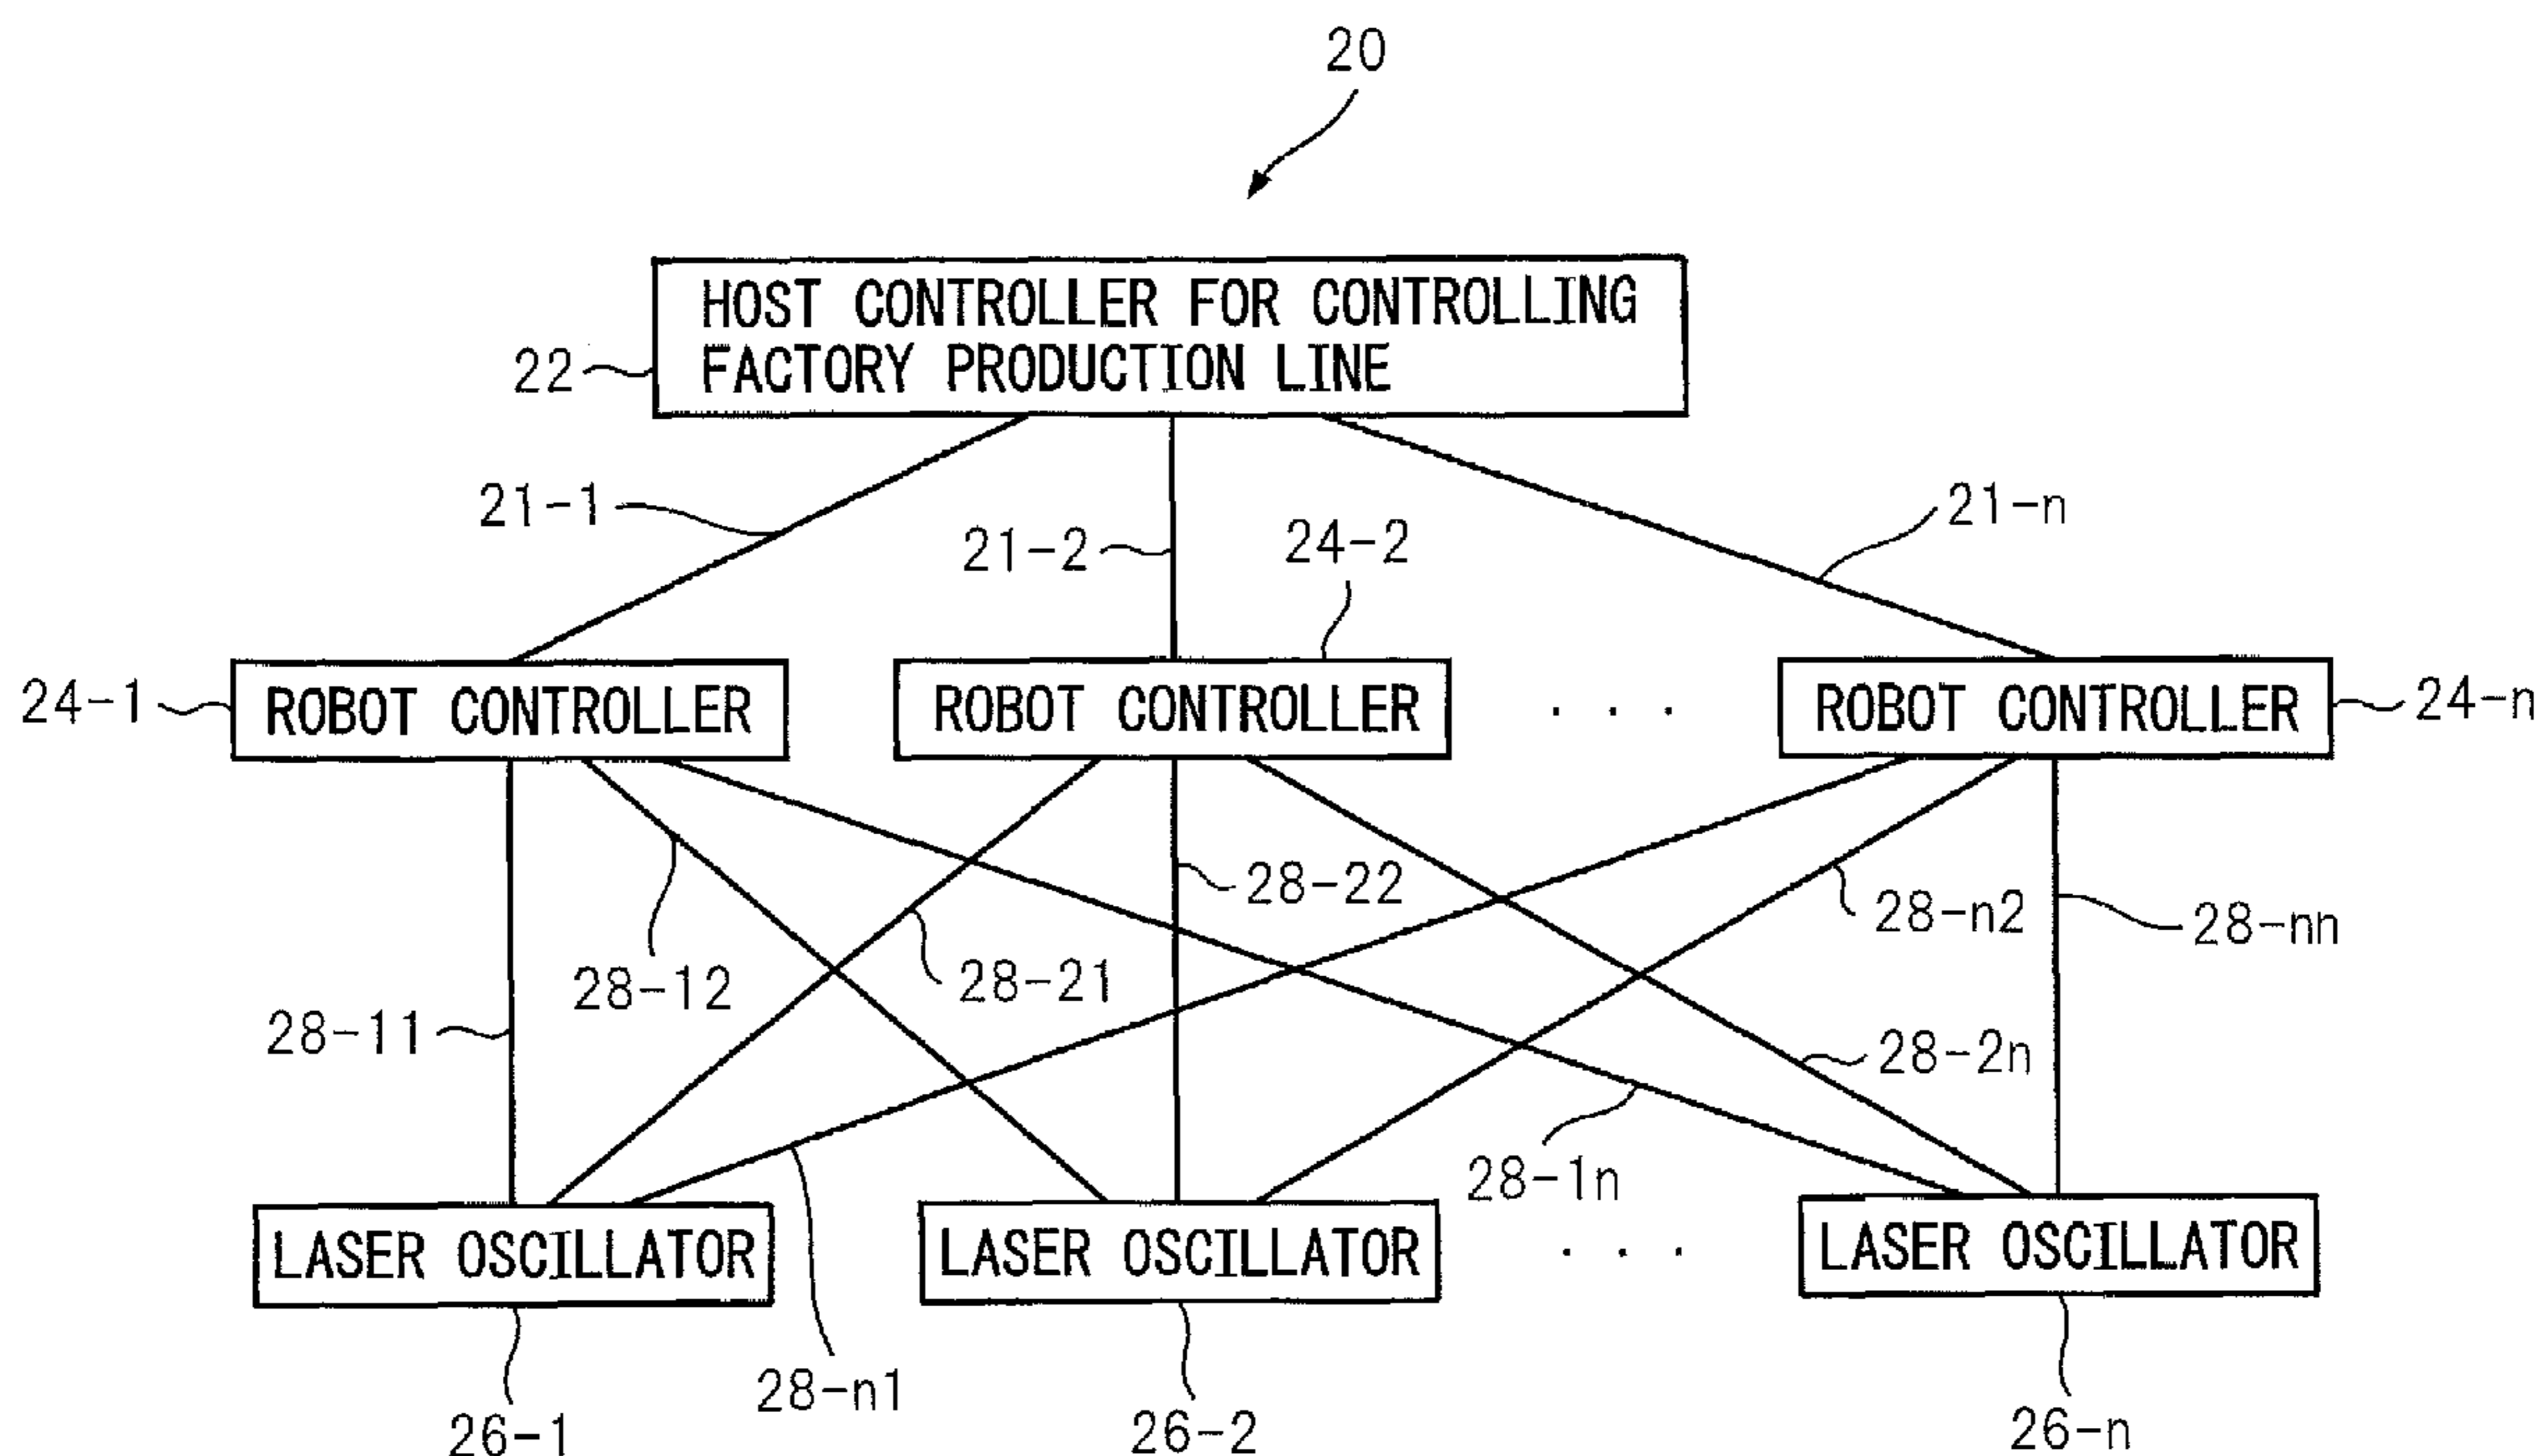 20
HOST CONTROLLER FOR CONTROLLING
FACTORY PRODUCTION LINE
22
21-1
21-2
24-2
21-n
24-1
ROBOT CONTROLLER
ROBOT CONTROLLER
. . .
ROBOT CONTROLLER
24-n
28-11
28-12
28-21
28-22
28-n2
28-nn
28-2n
28-1n
LASER OSCILLATOR
LASER OSCILLATOR
. . .
LASER OSCILLATOR
26-1
28-n1
26-2
26-n